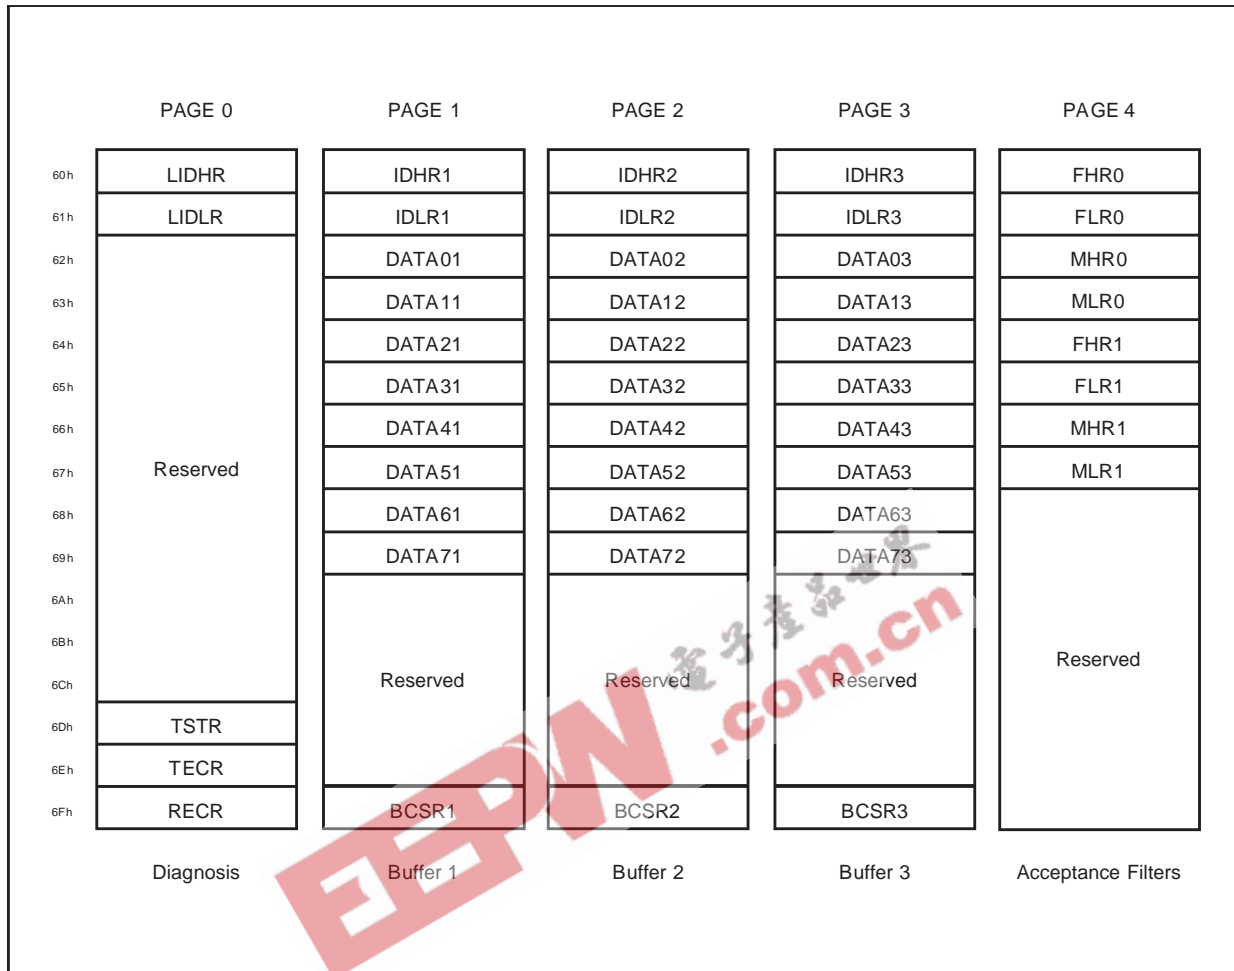 PAGE 0 PAGE 1 PAGE 2 PAGE 3 PAGE 4
60h LIDHR IDHR1 IDHR2 IDHR3 FHR0
61h LIDLR IDLR1 IDLR2 IDLR3 FLR0
62h DATA01 DATA02 DATA03 MHR0
63h DATA11 DATA12 DATA13 MLR0
64h DATA21 DATA22 DATA23 FHR1
65h DATA31 DATA32 DATA33 FLR1
66h DATA41 DATA42 DATA43 MHR1
67h Reserved DATA51 DATA52 DATA53 MLR1
68h DATA61 DATA62 DATA63
69h DATA71 DATA72 DATA73
6Ah
6Bh
6Ch Reserved Reserved Reserved Reserved
6Dh TSTR
6Eh TECR
6Fh RECR BCSR1 BCSR2 BCSR3
Diagnosis Buffer 1 Buffer 2 Buffer 3 Acceptance Filters
電子產品世界
EEPW.com.cn